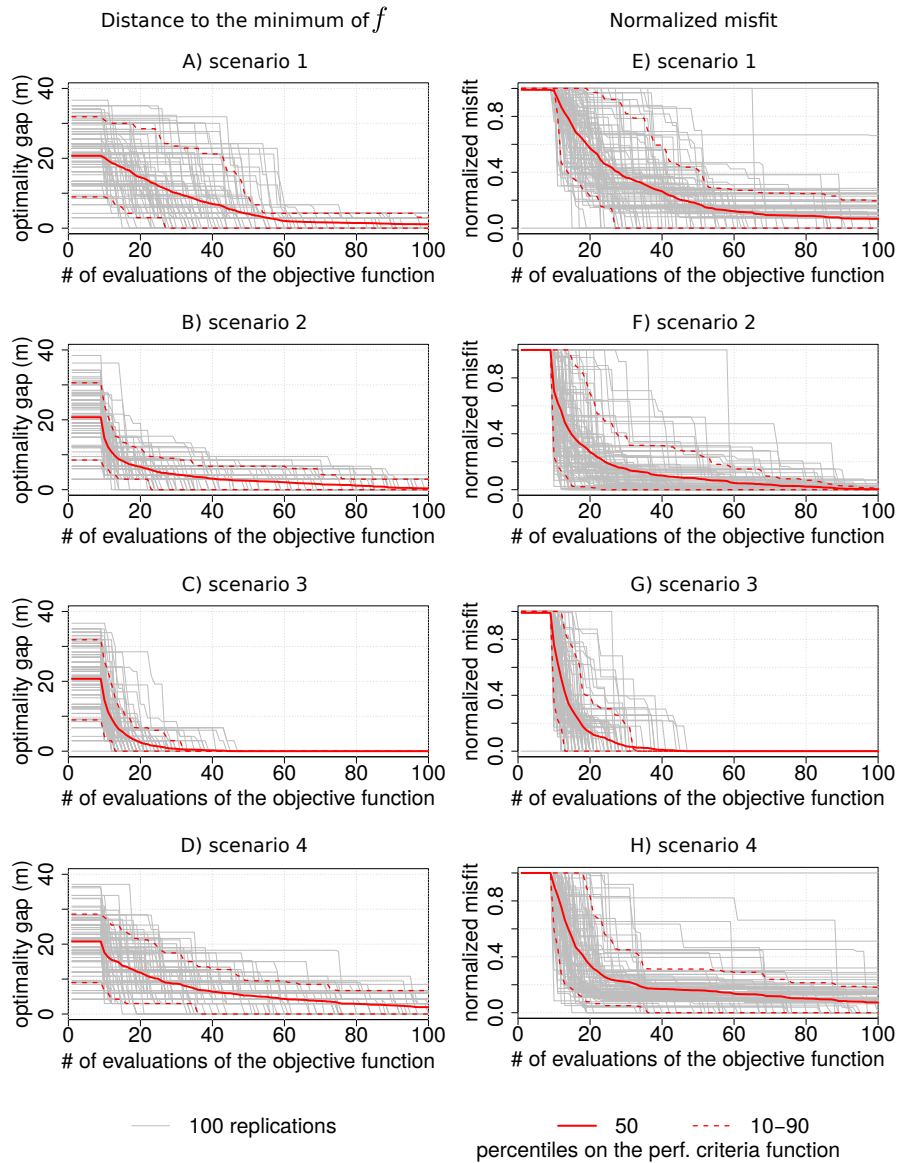 Distance to the minimum of f
Normalized misfit
A) scenario 1
E) scenario 1
optimality gap (m)
0 20 40
0 20 40 60 80 100
# of evaluations of the objective function
normalized misfit
0.0 0.4 0.8
0 20 40 60 80 100
# of evaluations of the objective function
B) scenario 2
F) scenario 2
optimality gap (m)
0 20 40
0 20 40 60 80 100
# of evaluations of the objective function
normalized misfit
0.0 0.4 0.8
0 20 40 60 80 100
# of evaluations of the objective function
C) scenario 3
G) scenario 3
optimality gap (m)
0 20 40
0 20 40 60 80 100
# of evaluations of the objective function
normalized misfit
0.0 0.4 0.8
0 20 40 60 80 100
# of evaluations of the objective function
D) scenario 4
H) scenario 4
optimality gap (m)
0 20 40
0 20 40 60 80 100
# of evaluations of the objective function
normalized misfit
0.0 0.4 0.8
0 20 40 60 80 100
# of evaluations of the objective function
100 replications
50
10−90
percentiles on the perf. criteria function